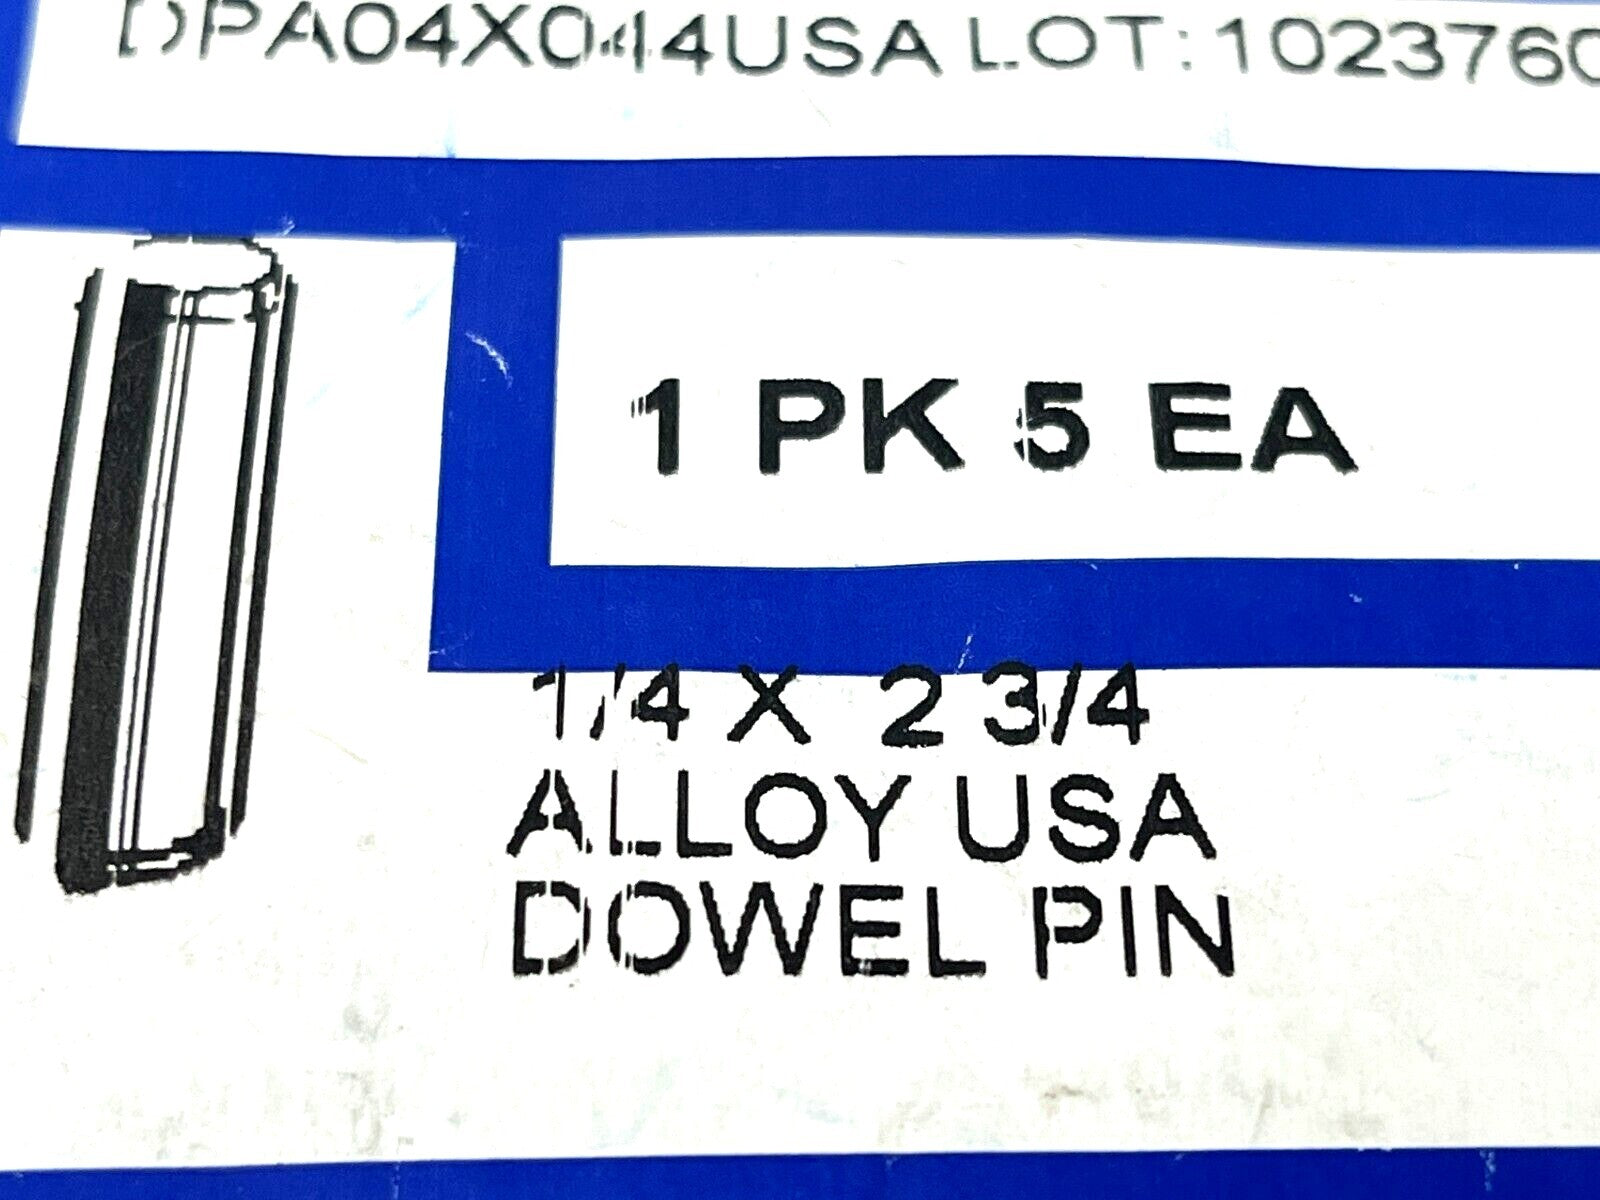 DPA04X044USA LOT: 1023760
1 PK 5 EA
1/4 X 2 3/4
ALLOY USA
DOWEL PIN